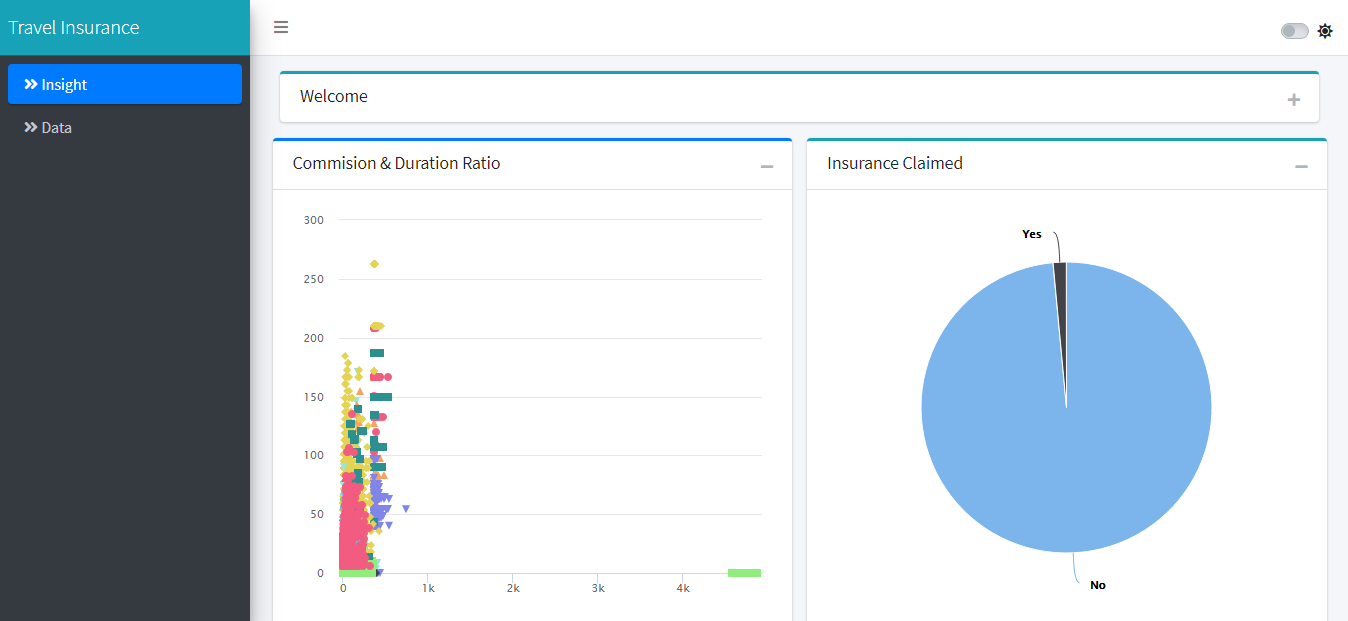 Travel Insurance
Insight
Data
Welcome
Commision & Duration Ratio
300
250
200
150
100
50
0
0 1k 2k 3k 4k
Insurance Claimed
Yes
No